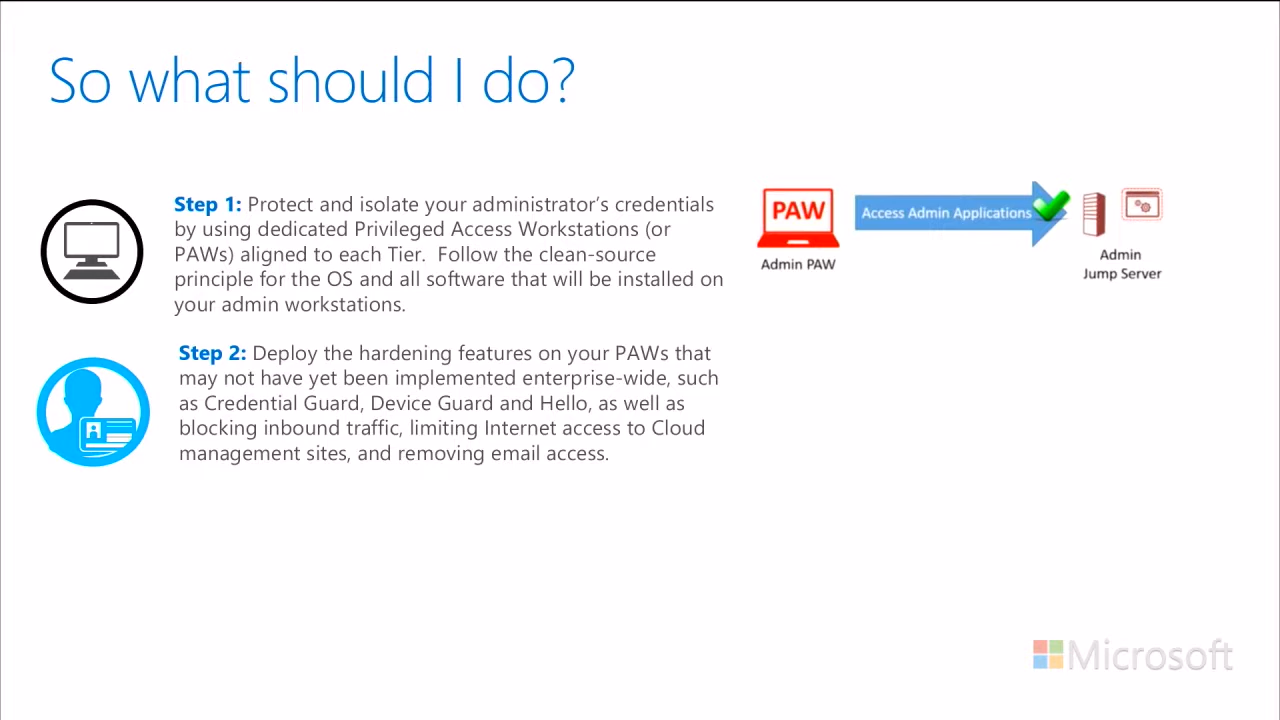 So what should I do?
Step 1: Protect and isolate your administrator's credentials
by using dedicated Privileged Access Workstations (or
PAWs) aligned to each Tier.  Follow the clean-source
principle for the OS and all software that will be installed on
your admin workstations.
PAW
Admin PAW
Access Admin Applications
Admin
Jump Server
Step 2: Deploy the hardening features on your PAWs that
may not have yet been implemented enterprise-wide, such
as Credential Guard, Device Guard and Hello, as well as
blocking inbound traffic, limiting Internet access to Cloud
management sites, and removing email access.
Microsoft